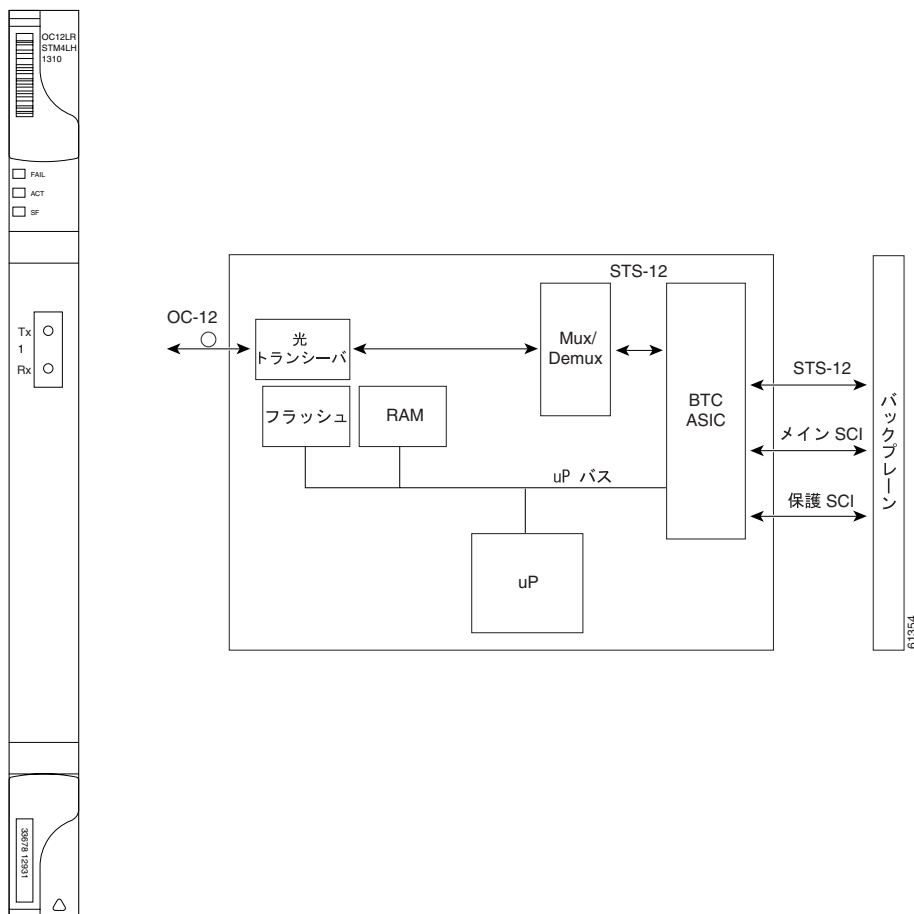 OC12LR
STM4LH
1310
FAIL
ACT
SF
Tx
1
Rx
33678 12931
OC-12
光
トランシーバ
フラッシュ
RAM
uP バス
uP
Mux/
Demux
STS-12
BTC
ASIC
STS-12
メイン SCI
保護 SCI
バックプレーン
61354